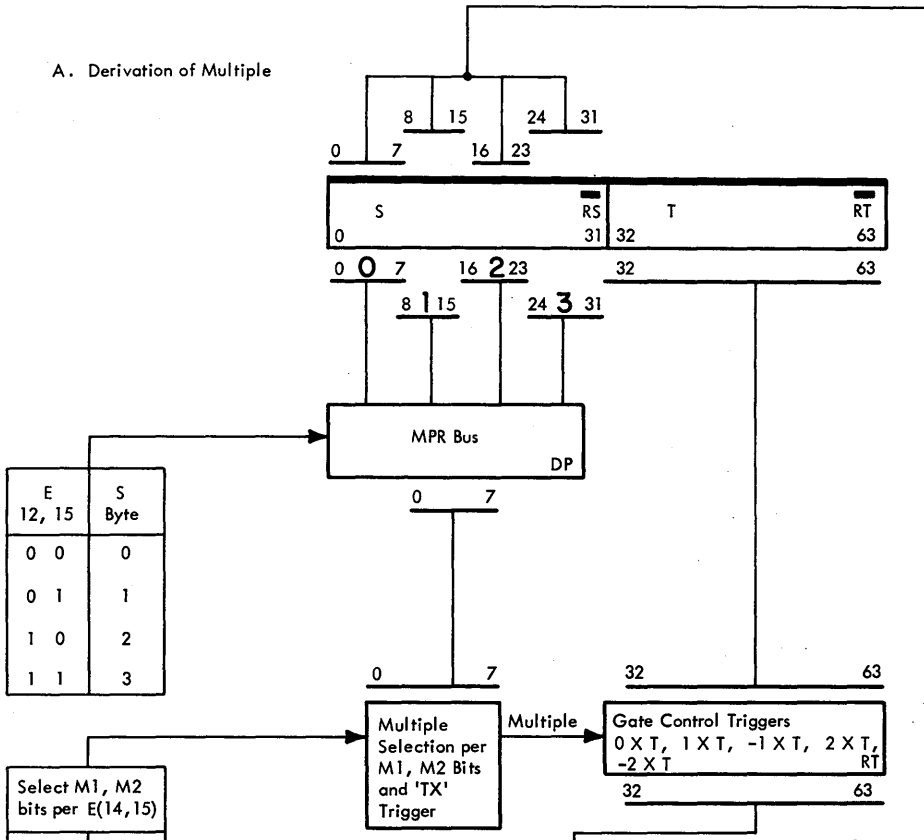 A. Derivation of Multiple
8 15 24 31
0 7 16 23
S RS T RT
0 31 32 63
0 0 7 16 2 23 32 63
8 1 15 24 3 31
MPR Bus
DP
E S
12, 15 Byte
0 7
0 0 0
0 1 1
1 0 2
1 1 3
0 7 32 63
Multiple
Selection per
M1, M2 Bits
and 'TX'
Trigger
Multiple
Gate Control Triggers
0 X T, 1 X T, -1 X T, 2 X T,
-2 X T RT
Select M1, M2
bits per E(14,15)
32 63